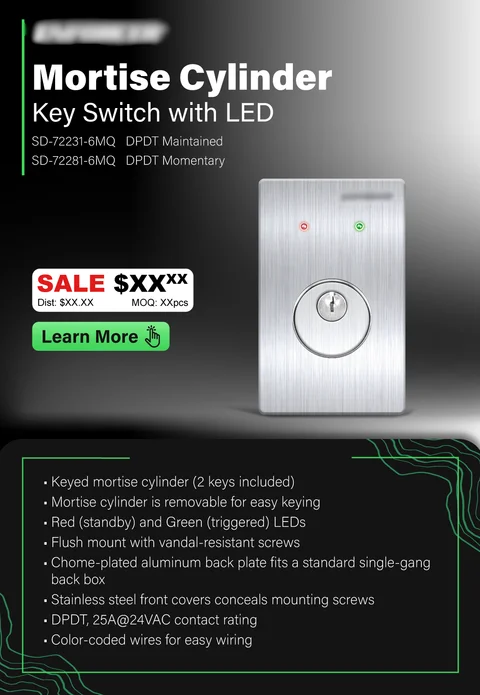 Mortise Cylinder
Key Switch with LED
SD-72231-6MQ DPDT Maintained
SD-72281-6MQ DPDT Momentary
SALE $XXXX
Dist: $XX.XX MOQ: XXpcs
Learn More
• Keyed mortise cylinder (2 keys included)
• Mortise cylinder is removable for easy keying
• Red (standby) and Green (triggered) LEDs
• Flush mount with vandal-resistant screws
• Chome-plated aluminum back plate fits a standard single-gang
back box
• Stainless steel front covers conceals mounting screws
• DPDT, 25A@24VAC contact rating
• Color-coded wires for easy wiring